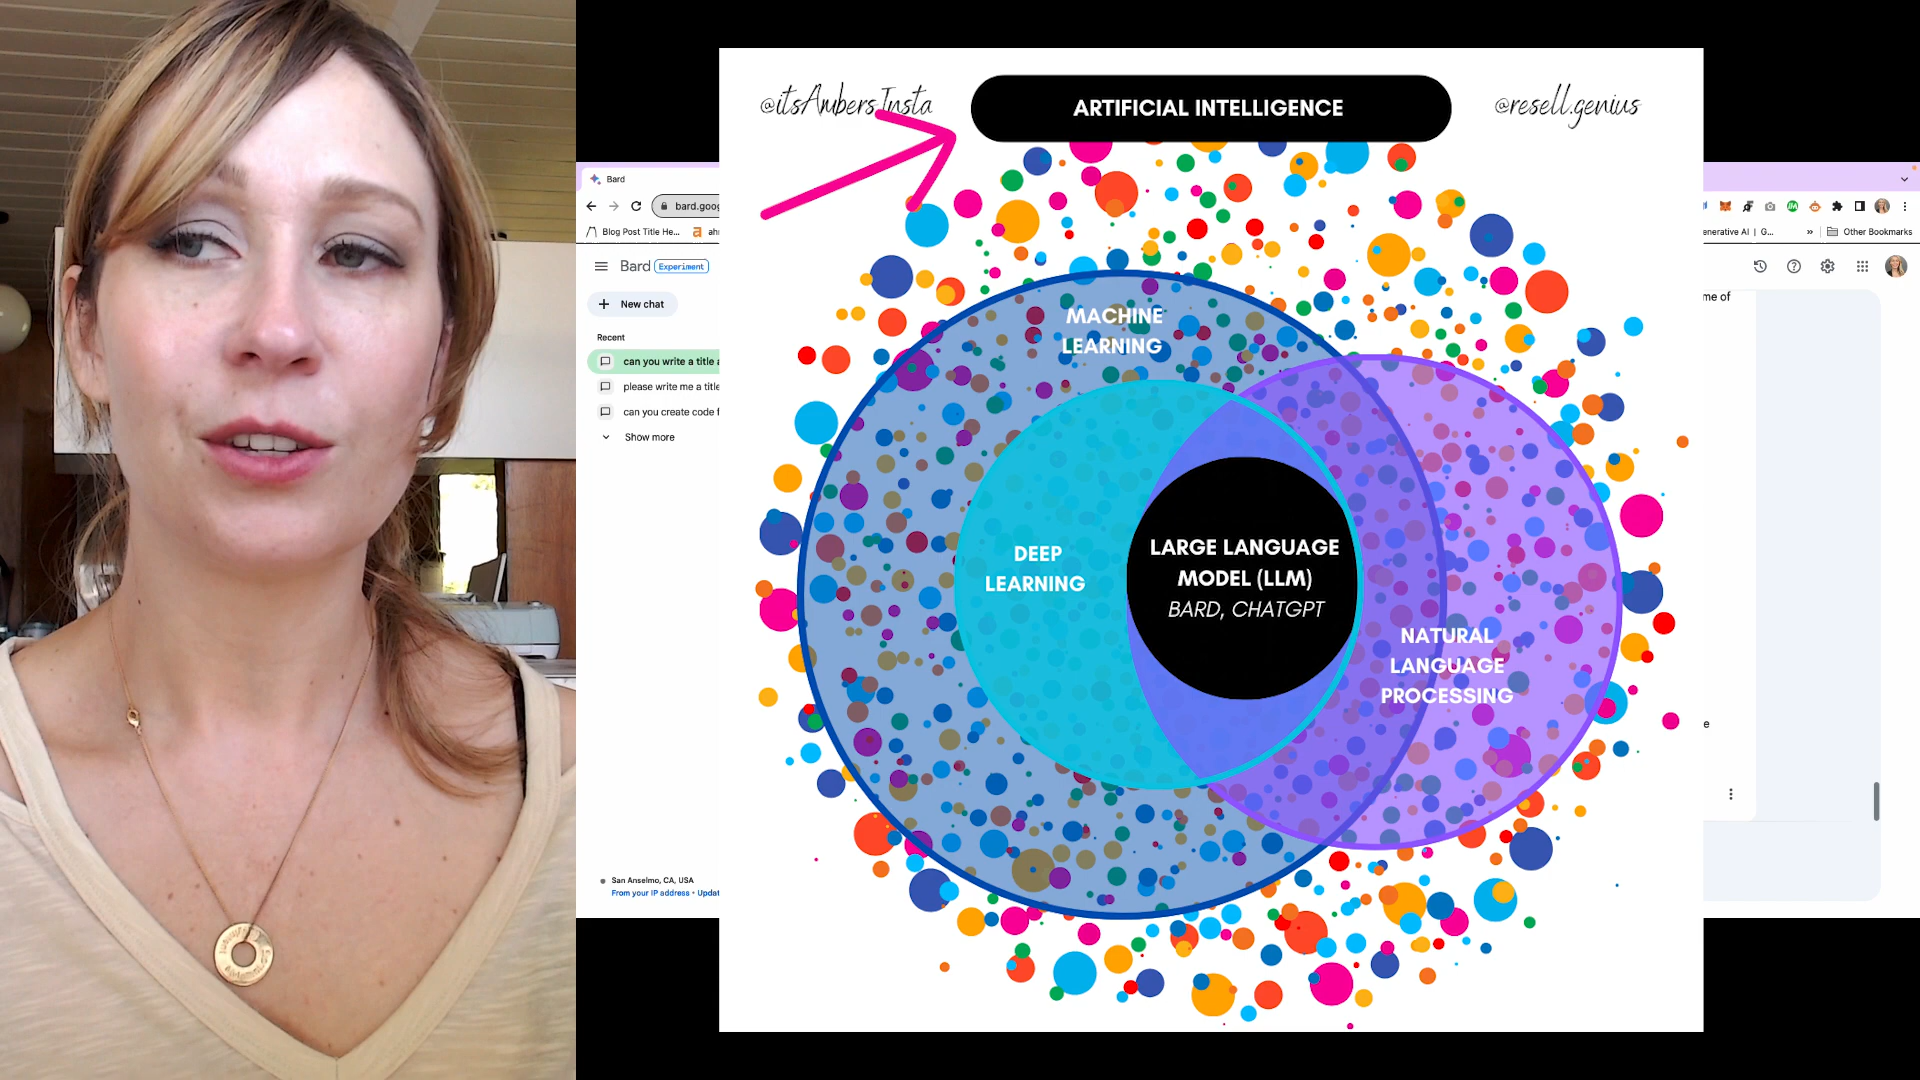 @itsAmbersInsta
ARTIFICIAL INTELLIGENCE
@resell.genius
Bard
bard.goog
Blog Post Title He...
enerative AI | G...
»
Other Bookmarks
Bard
Experiment
New chat
Recent
can you write a title a
please write me a title
can you create code f
Show more
me of
MACHINE
LEARNING
DEEP
LEARNING
LARGE LANGUAGE
MODEL (LLM)
BARD, CHATGPT
NATURAL
LANGUAGE
PROCESSING
San Anselmo, CA, USA
From your IP address • Updat